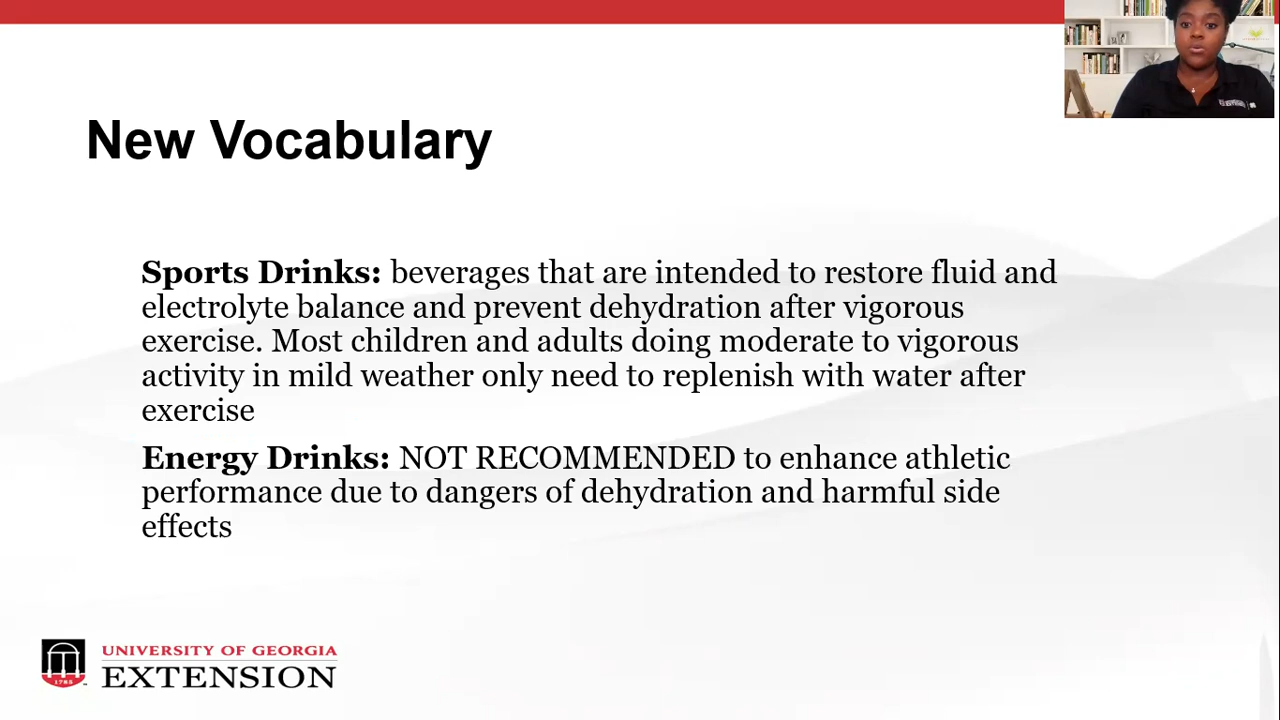 New Vocabulary
Sports Drinks: beverages that are intended to restore fluid and
electrolyte balance and prevent dehydration after vigorous
exercise. Most children and adults doing moderate to vigorous
activity in mild weather only need to replenish with water after
exercise
Energy Drinks: NOT RECOMMENDED to enhance athletic
performance due to dangers of dehydration and harmful side
effects
1785
UNIVERSITY OF GEORGIA
EXTENSION